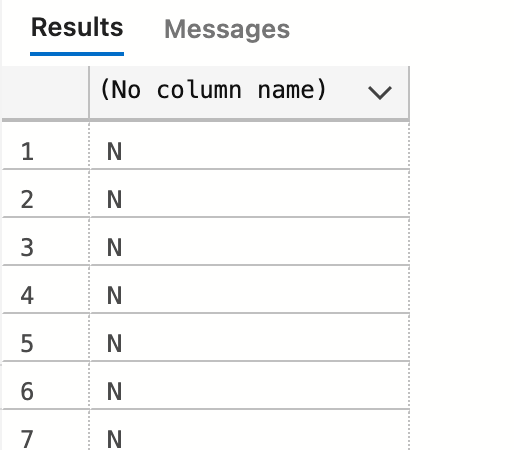 Results Messages
(No column name)
1 N
2 N
3 N
4 N
5 N
6 N
7 N